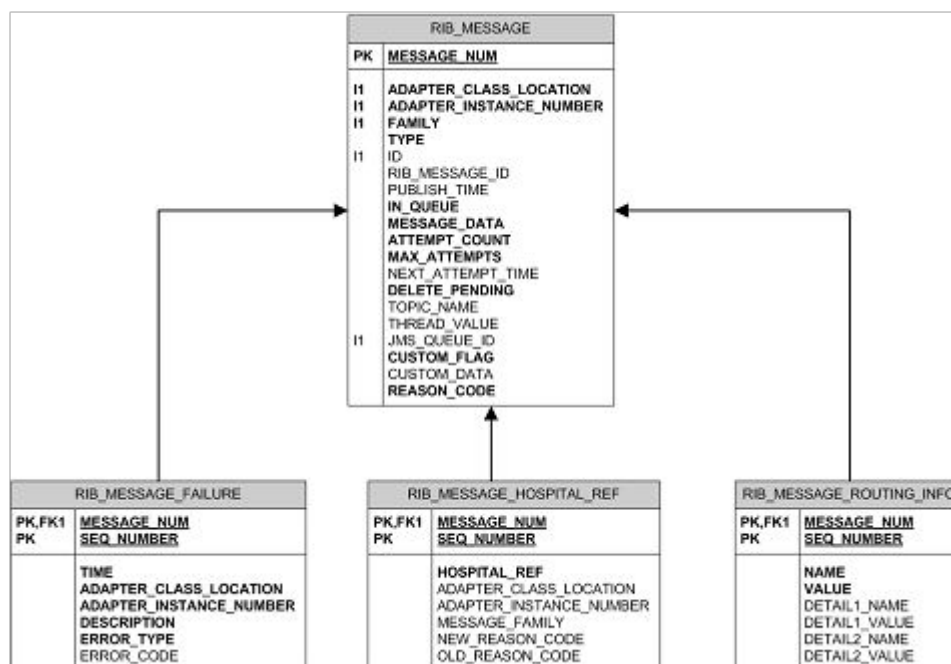 RIB_MESSAGE
PK MESSAGE_NUM
I1 ADAPTER_CLASS_LOCATION
I1 ADAPTER_INSTANCE_NUMBER
I1 FAMILY
TYPE
I1 ID
RIB_MESSAGE_ID
PUBLISH_TIME
IN_QUEUE
MESSAGE_DATA
ATTEMPT_COUNT
MAX_ATTEMPTS
NEXT_ATTEMPT_TIME
DELETE_PENDING
TOPIC_NAME
THREAD_VALUE
I1 JMS_QUEUE_ID
CUSTOM_FLAG
CUSTOM_DATA
REASON_CODE
RIB_MESSAGE_FAILURE
PK,FK1 MESSAGE_NUM
PK SEQ_NUMBER
TIME
ADAPTER_CLASS_LOCATION
ADAPTER_INSTANCE_NUMBER
DESCRIPTION
ERROR_TYPE
ERROR_CODE
RIB_MESSAGE_HOSPITAL_REF
PK,FK1 MESSAGE_NUM
PK SEQ_NUMBER
HOSPITAL_REF
ADAPTER_CLASS_LOCATION
ADAPTER_INSTANCE_NUMBER
MESSAGE_FAMILY
NEW_REASON_CODE
OLD_REASON_CODE
RIB_MESSAGE_ROUTING_INFO
PK,FK1 MESSAGE_NUM
PK SEQ_NUMBER
NAME
VALUE
DETAIL1_NAME
DETAIL1_VALUE
DETAIL2_NAME
DETAIL2_VALUE